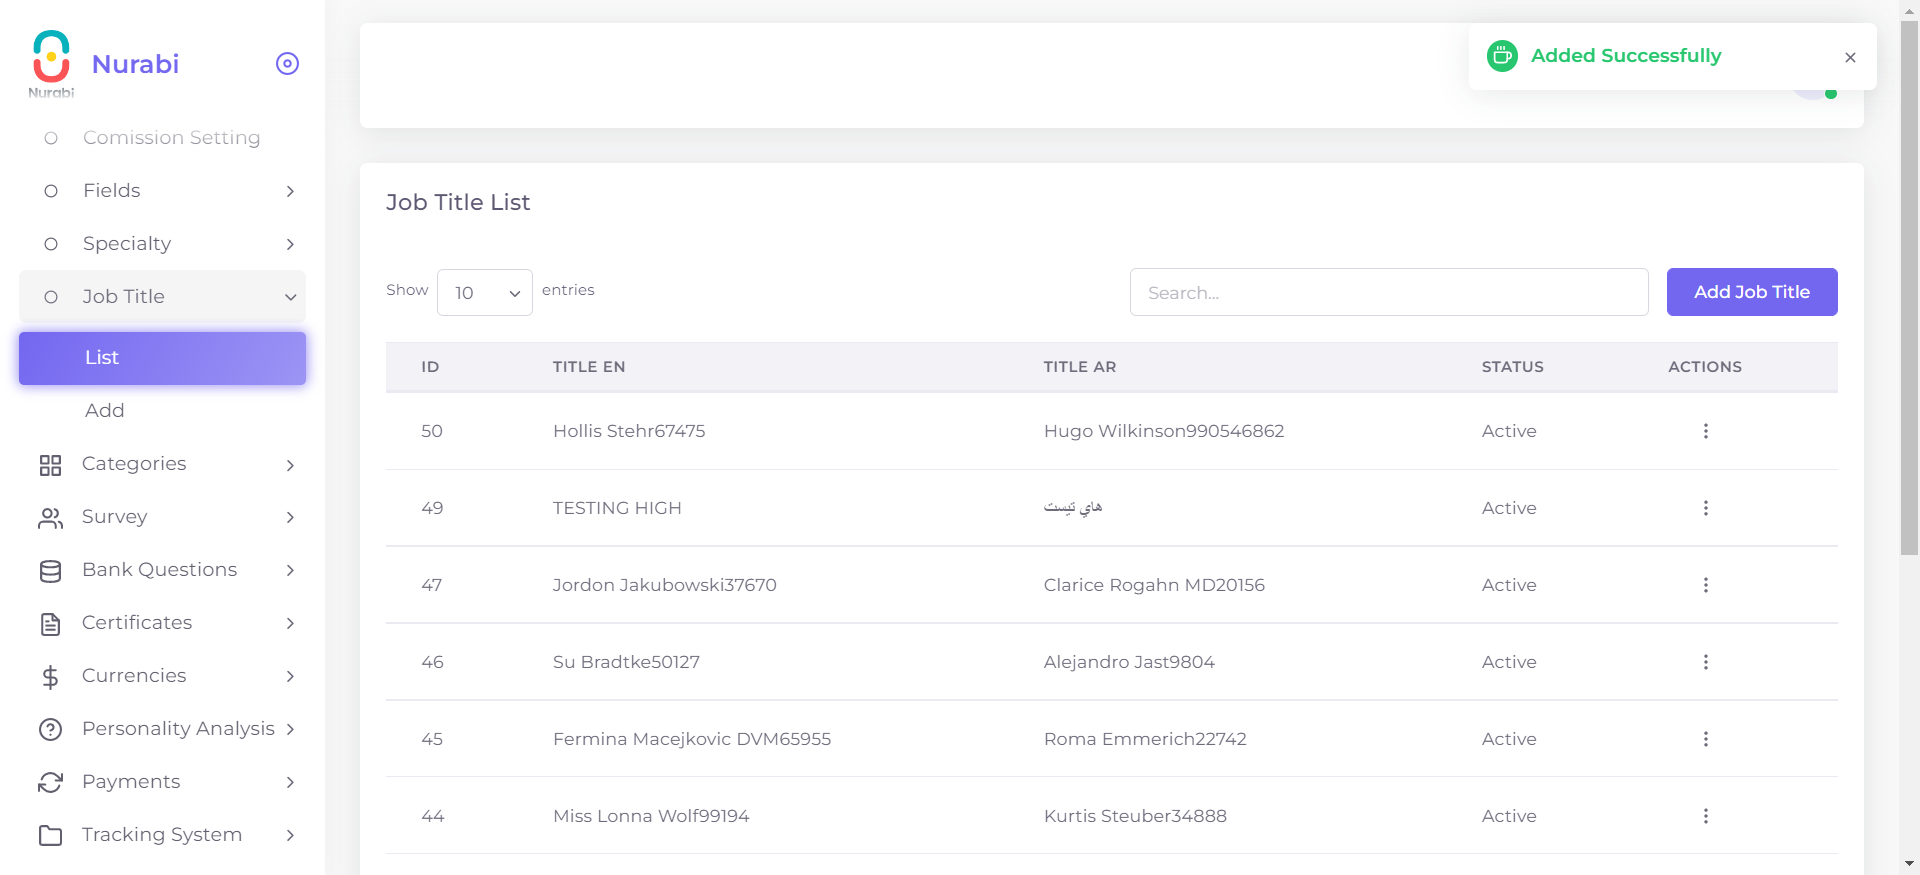 Nurabi
Nurabi
Added Successfully
Comission Setting
Fields
Specialty
Job Title
List
Add
Categories
Survey
Bank Questions
Certificates
Currencies
Personality Analysis
Payments
Tracking System
Job Title List
Show 10 entries
Search...
Add Job Title
ID TITLE EN TITLE AR STATUS ACTIONS
50 Hollis Stehr67475 Hugo Wilkinson990546862 Active
49 TESTING HIGH هاي تيست Active
47 Jordon Jakubowski37670 Clarice Rogahn MD20156 Active
46 Su Bradtke50127 Alejandro Jast9804 Active
45 Fermina Macejkovic DVM65955 Roma Emmerich22742 Active
44 Miss Lonna Wolf99194 Kurtis Steuber34888 Active